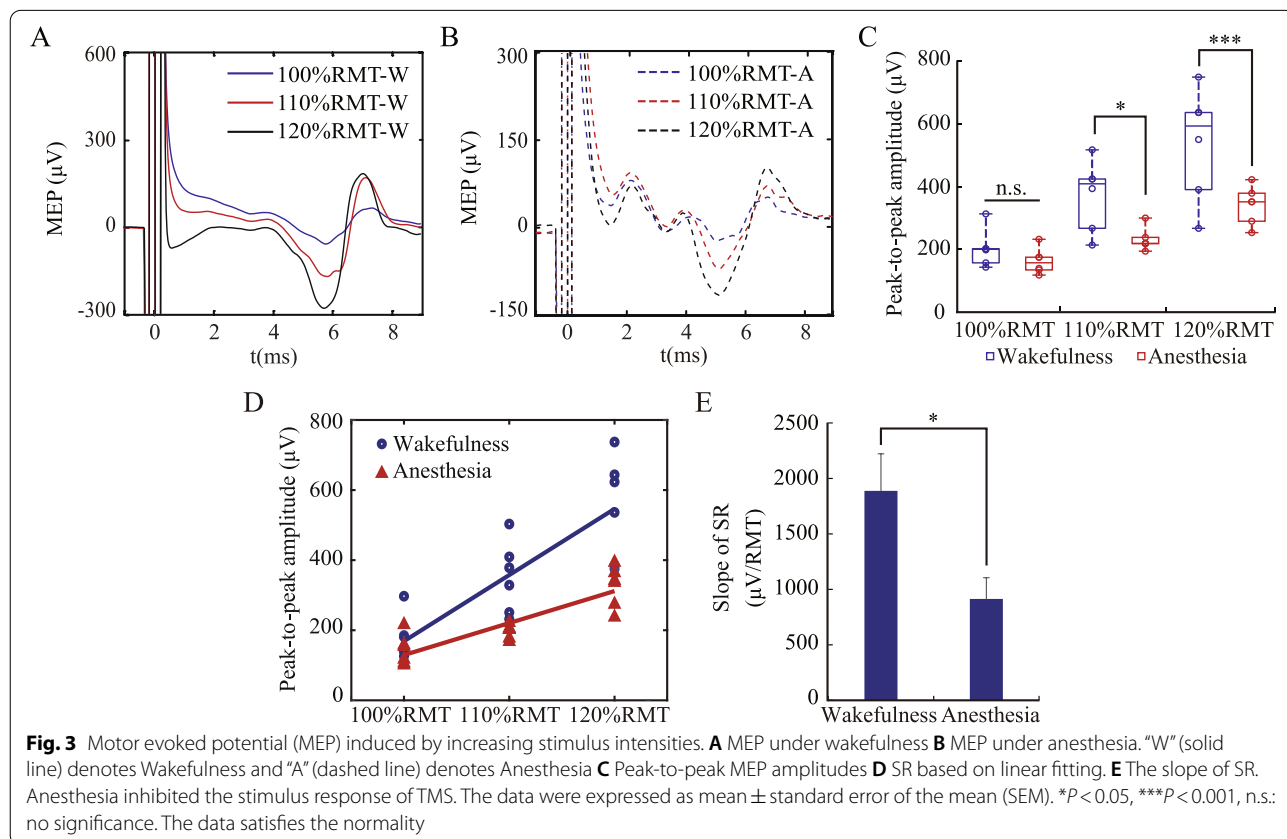 A
600
300
0
-300
MEP (µV)
100%RMT-W
110%RMT-W
120%RMT-W
0 2 4 6 8
t(ms)
B
300
150
0
-150
MEP (µV)
100%RMT-A
110%RMT-A
120%RMT-A
0 2 4 6 8
t(ms)
C
800
600
400
200
0
Peak-to-peak amplitude (µV)
n.s.
*
***
100%RMT 110%RMT 120%RMT
Wakefulness Anesthesia
D
800
600
400
200
0
Peak-to-peak amplitude (µV)
Wakefulness
Anesthesia
100%RMT 110%RMT 120%RMT
E
2500
2000
1500
1000
500
0
Slope of SR
(µV/RMT)
*
Wakefulness Anesthesia
Fig. 3 Motor evoked potential (MEP) induced by increasing stimulus intensities. A MEP under wakefulness B MEP under anesthesia. “W” (solid
line) denotes Wakefulness and “A” (dashed line) denotes Anesthesia C Peak-to-peak MEP amplitudes D SR based on linear fitting. E The slope of SR.
Anesthesia inhibited the stimulus response of TMS. The data were expressed as mean ± standard error of the mean (SEM). *P < 0.05, ***P < 0.001, n.s.:
no significance. The data satisfies the normality